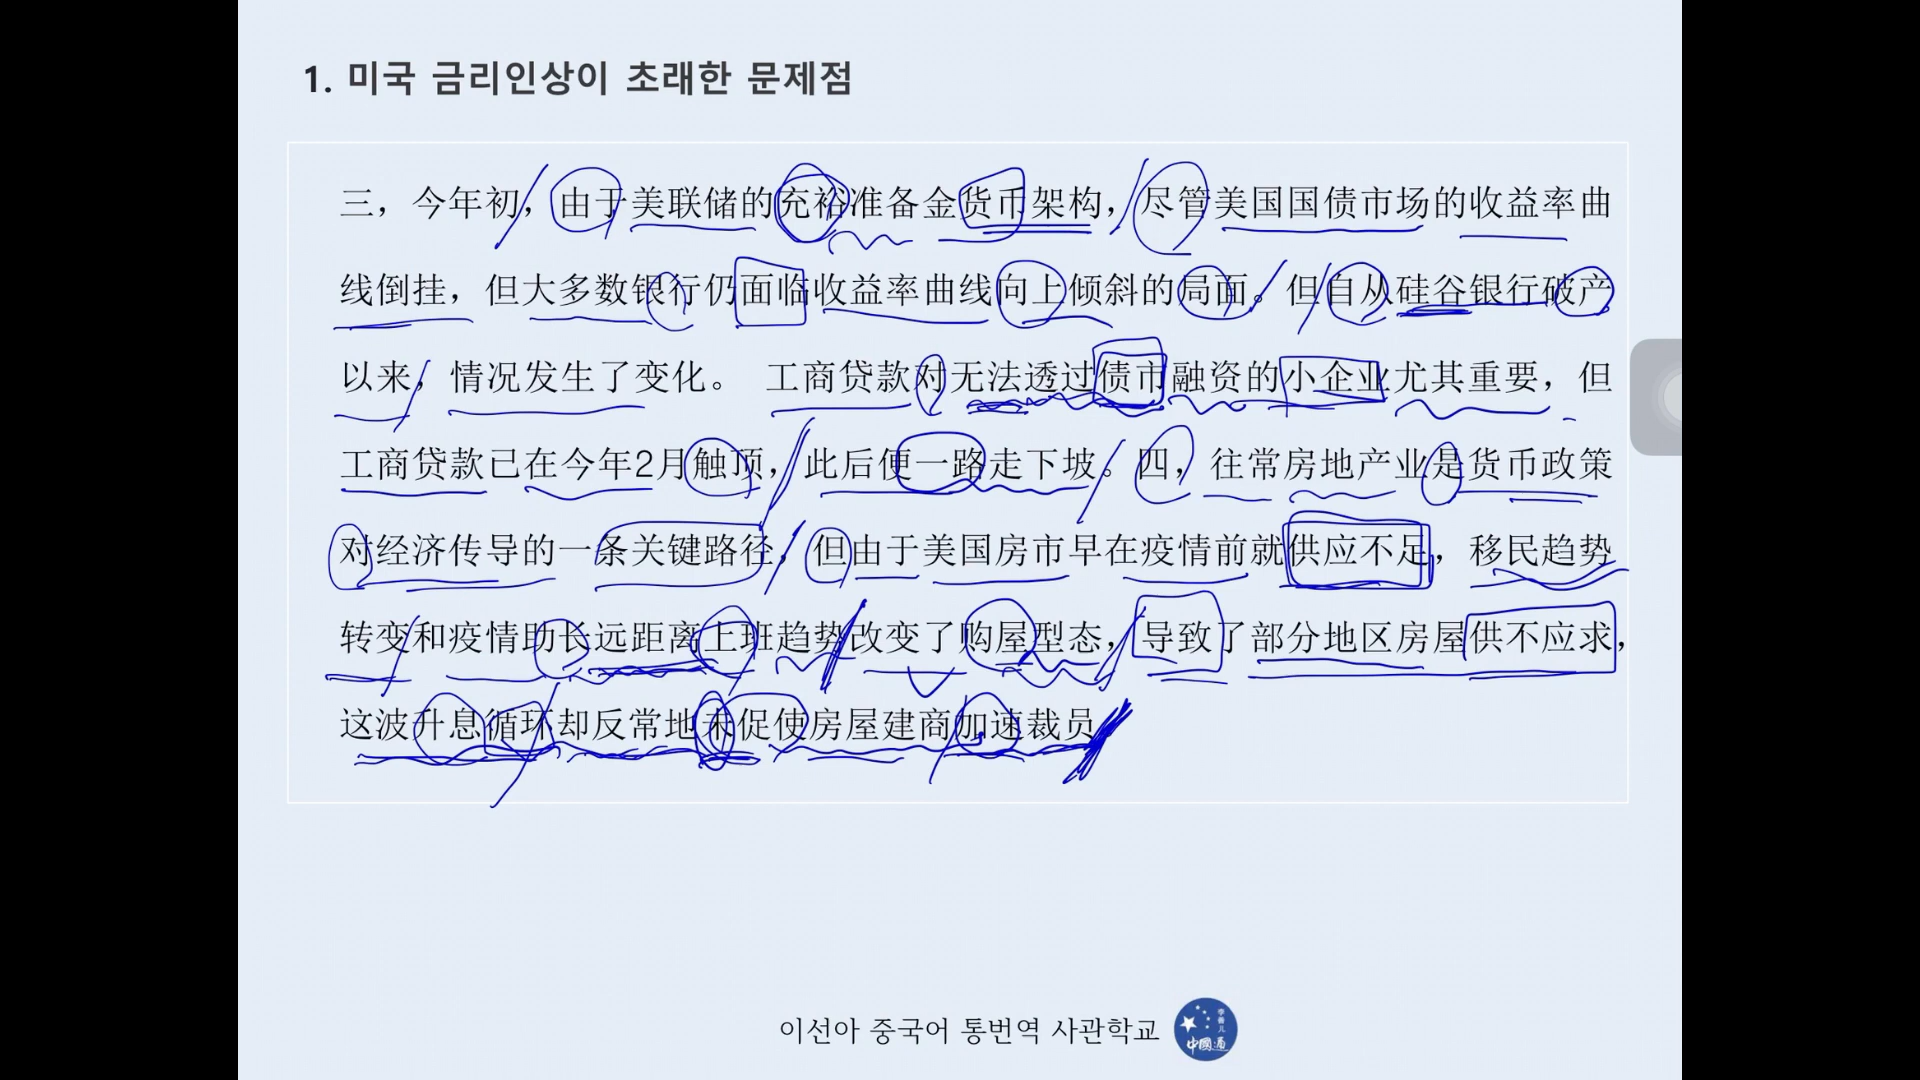 1. 미국 금리인상이 초래한 문제점
三，今年初，由于美联储的充裕准备金货币架构，尽管美国国债市场的收益率曲
线倒挂，但大多数银行仍面临收益率曲线向上倾斜的局面。但自从硅谷银行破产
以来，情况发生了变化。 工商贷款对无法透过债市融资的小企业尤其重要，但
工商贷款已在今年2月触顶，此后便一路走下坡。四，往常房地产业是货币政策
对经济传导的一条关键路径，但由于美国房市早在疫情前就供应不足，移民趋势
转变和疫情助长远距离上班趋势改变了购屋型态，导致了部分地区房屋供不应求，
这波升息循环却反常地未促使房屋建商加速裁员
이선아 중국어 통번역 사관학교
李善儿
中國通